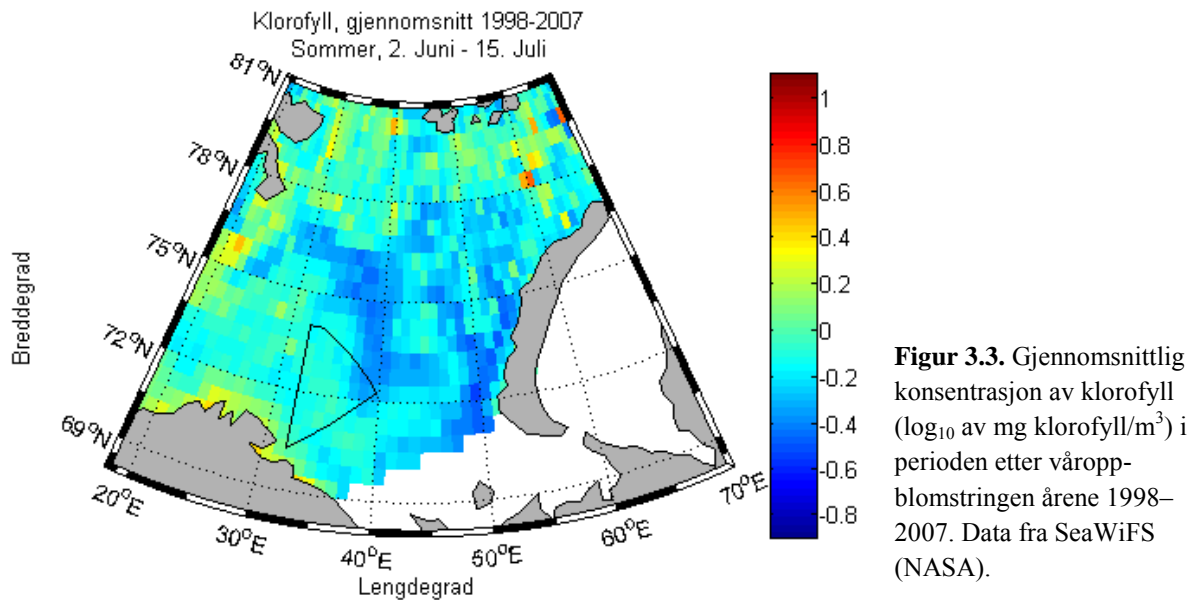 Klorofyll, gjennomsnitt 1998-2007
Sommer, 2. Juni - 15. Juli
81°N
78°N
75°N
72°N
69°N
Breddegrad
20°E
30°E
40°E
50°E
60°E
70°E
Lengdegrad
1
0.8
0.6
0.4
0.2
0
-0.2
-0.4
-0.6
-0.8
Figur 3.3. Gjennomsnittlig
konsentrasjon av klorofyll
(log₁₀ av mg klorofyll/m³) i
perioden etter våropp-
blomstringen årene 1998–
2007. Data fra SeaWiFS
(NASA).